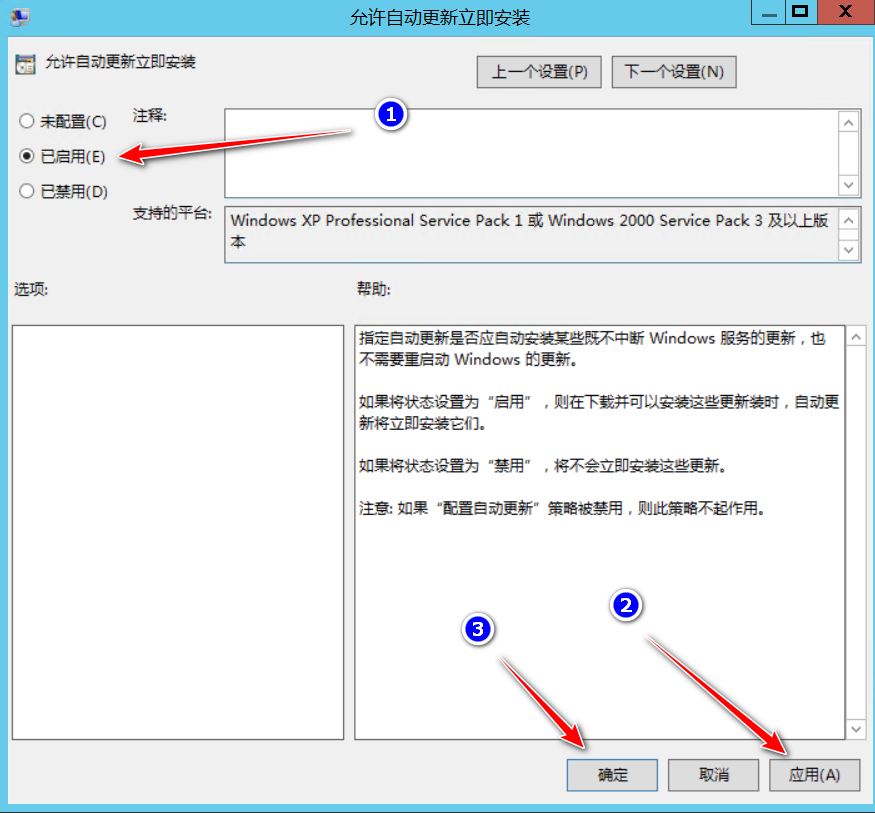 允许自动更新立即安装
允许自动更新立即安装
上一个设置(P)
下一个设置(N)
未配置(C)
注释:
1
已启用(E)
已禁用(D)
支持的平台:
Windows XP Professional Service Pack 1 或 Windows 2000 Service Pack 3 及以上版
本
选项:
帮助:
指定自动更新是否应自动安装某些既不中断 Windows 服务的更新，也
不需要重启动 Windows 的更新。
如果将状态设置为“启用”，则在下载并可以安装这些更新装时，自动更
新将立即安装它们。
如果将状态设置为“禁用”，将不会立即安装这些更新。
注意: 如果“配置自动更新”策略被禁用，则此策略不起作用。
2
3
确定
取消
应用(A)